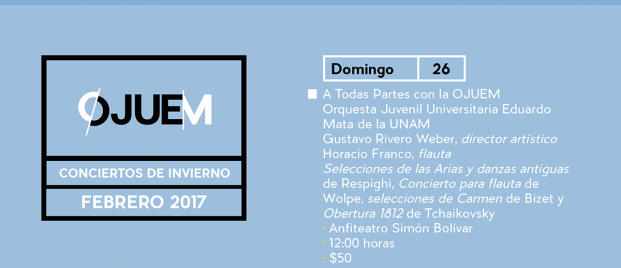 OJUEM
CONCIERTOS DE INVIERNO
FEBRERO 2017
Domingo 26
A Todas Partes con la OJUEM
Orquesta Juvenil Universitaria Eduardo
Mata de la UNAM
Gustavo Rivero Weber, director artístico
Horacio Franco, flauta
Selecciones de las Arias y danzas antiguas
de Respighi, Concierto para flauta de
Wolpe, selecciones de Carmen de Bizet y
Obertura 1812 de Tchaikovsky
· Anfiteatro Simón Bolívar
· 12:00 horas
· $50